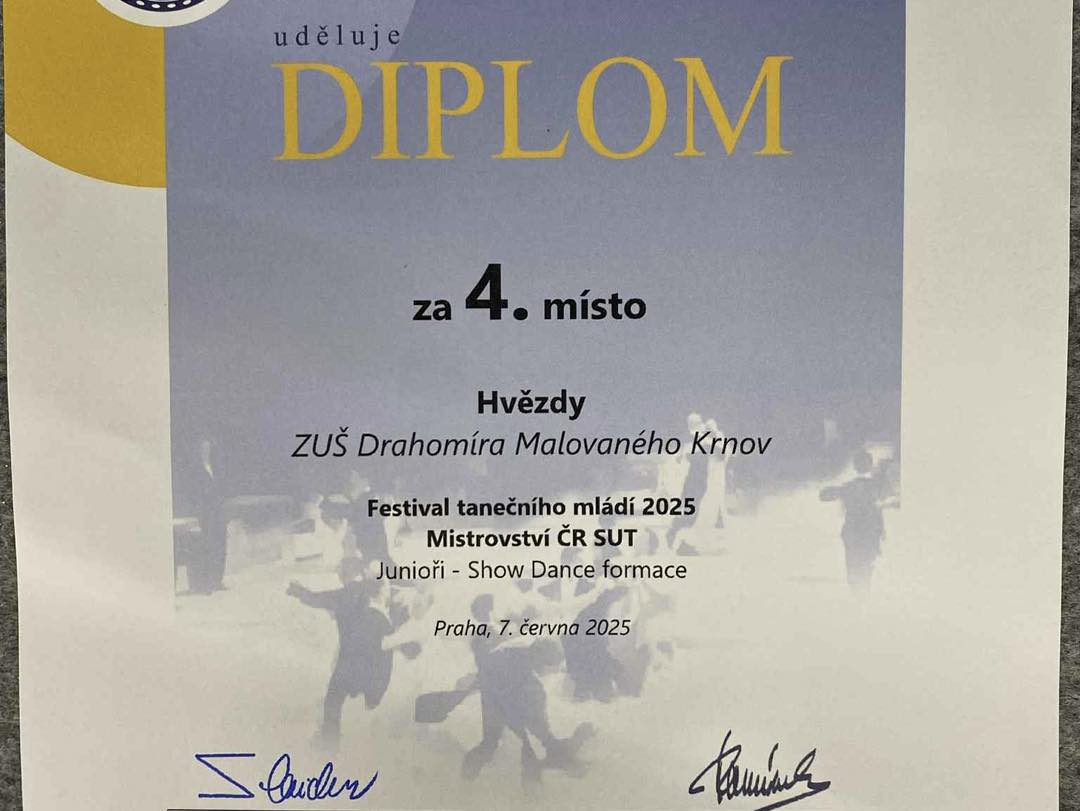 uděluje
DIPLOM
za 4. místo
Hvězdy
ZUŠ Drahomíra Malovaného Krnov
Festival tanečního mládí 2025
Mistrovství ČR SUT
Junioři - Show Dance formace
Praha, 7. června 2025